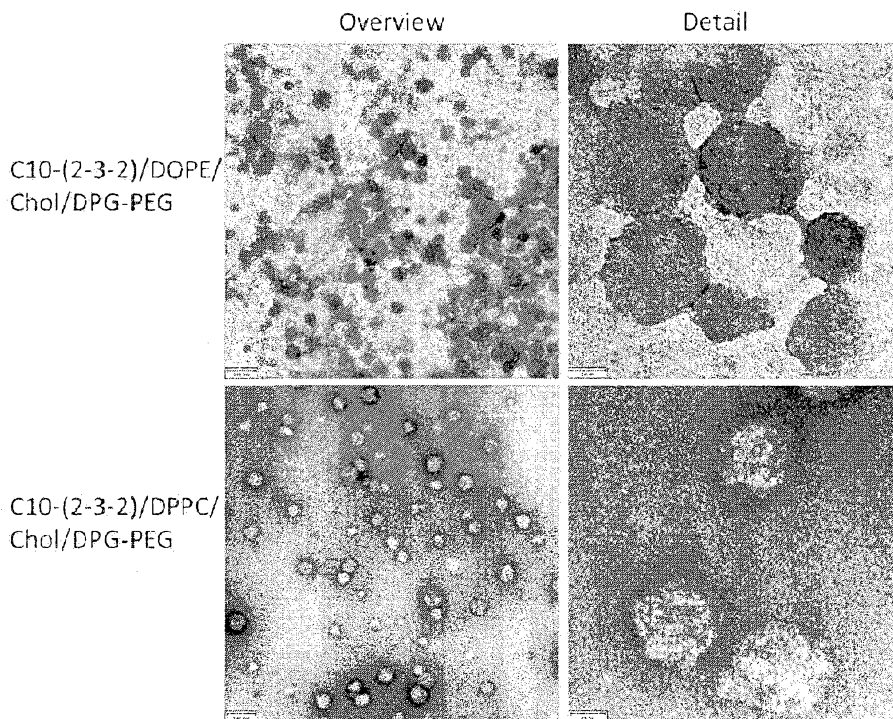 Overview
Detail
C10-(2-3-2)/DOPE/
Chol/DPG-PEG
C10-(2-3-2)/DPPC/
Chol/DPG-PEG